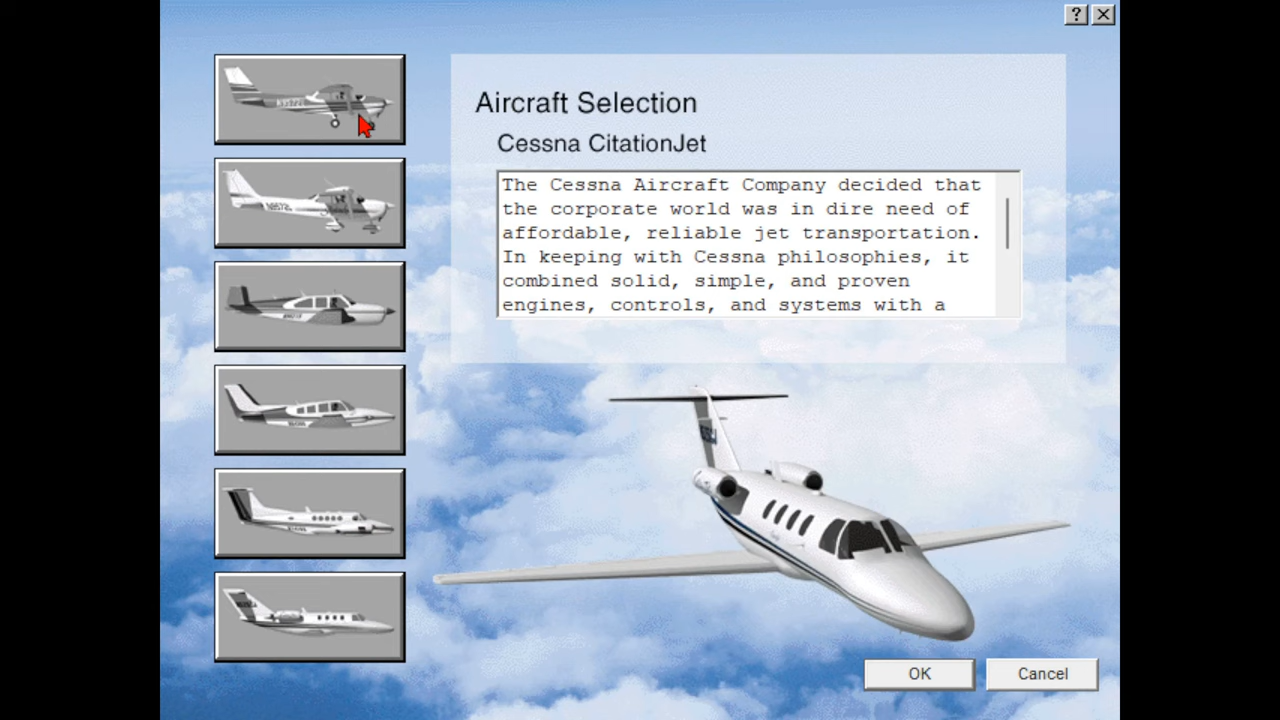 ?
Aircraft Selection
Cessna CitationJet
The Cessna Aircraft Company decided that
the corporate world was in dire need of
affordable, reliable jet transportation.
In keeping with Cessna philosophies, it
combined solid, simple, and proven
engines, controls, and systems with a
OK
Cancel